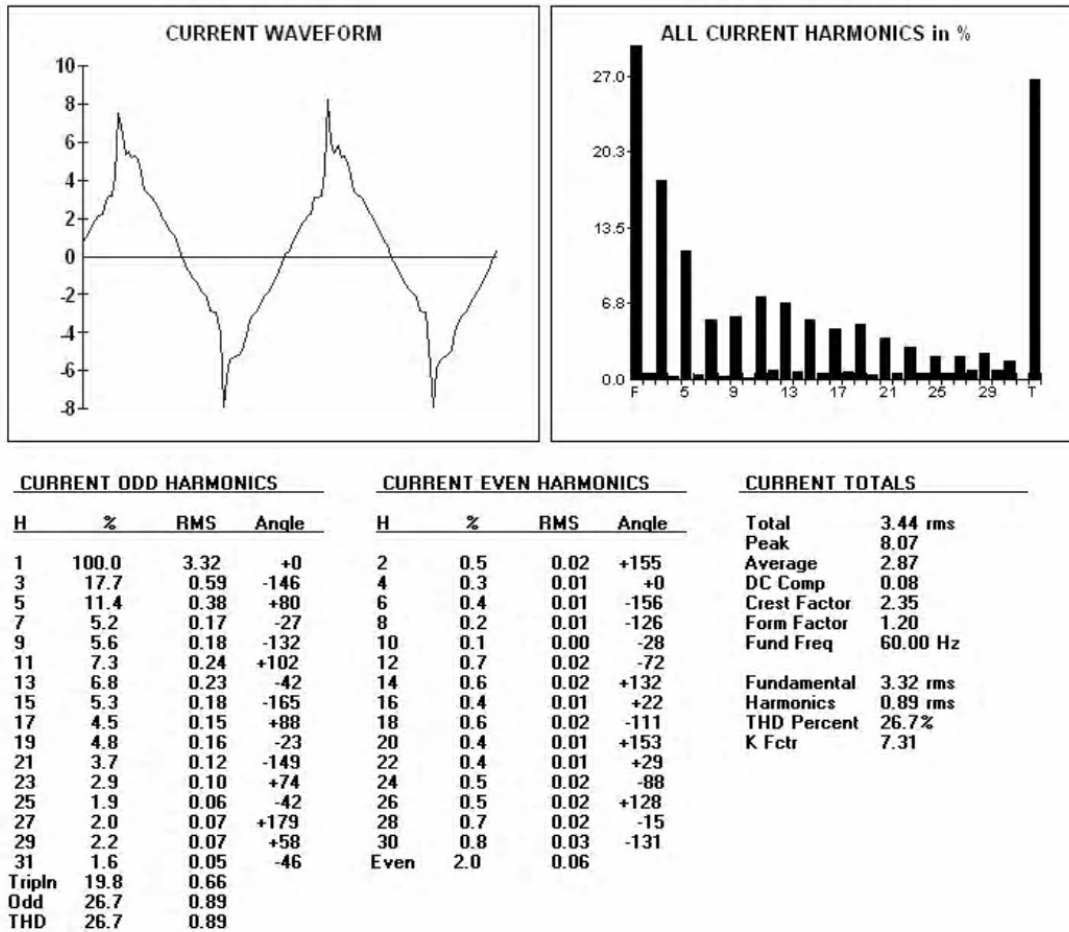 CURRENT WAVEFORM
10
8
6
4
2
0
-2
-4
-6
-8
ALL CURRENT HARMONICS in %
27.0
20.3
13.5
6.8
0.0
F 5 9 13 17 21 25 29 T
CURRENT ODD HARMONICS
H % RMS Angle
1 100.0 3.32 +0
3 17.7 0.59 -146
5 11.4 0.38 +80
7 5.2 0.17 -27
9 5.6 0.18 -132
11 7.3 0.24 +102
13 6.8 0.23 -42
15 5.3 0.18 -165
17 4.5 0.15 +88
19 4.8 0.16 -23
21 3.7 0.12 -149
23 2.9 0.10 +74
25 1.9 0.06 -42
27 2.0 0.07 +179
29 2.2 0.07 +58
31 1.6 0.05 -46
Tripln 19.8 0.66
Odd 26.7 0.89
THD 26.7 0.89
CURRENT EVEN HARMONICS
H % RMS Angle
2 0.5 0.02 +155
4 0.3 0.01 +0
6 0.4 0.01 -156
8 0.2 0.01 -126
10 0.1 0.00 -28
12 0.7 0.02 -72
14 0.6 0.02 +132
16 0.4 0.01 +22
18 0.6 0.02 -111
20 0.4 0.01 +153
22 0.4 0.01 +29
24 0.5 0.02 -88
26 0.5 0.02 +128
28 0.7 0.02 -15
30 0.8 0.03 -131
Even 2.0 0.06
CURRENT TOTALS
Total 3.44 rms
Peak 8.07
Average 2.87
DC Comp 0.08
Crest Factor 2.35
Form Factor 1.20
Fund Freq 60.00 Hz
Fundamental 3.32 rms
Harmonics 0.89 rms
THD Percent 26.7%
K Fctr 7.31